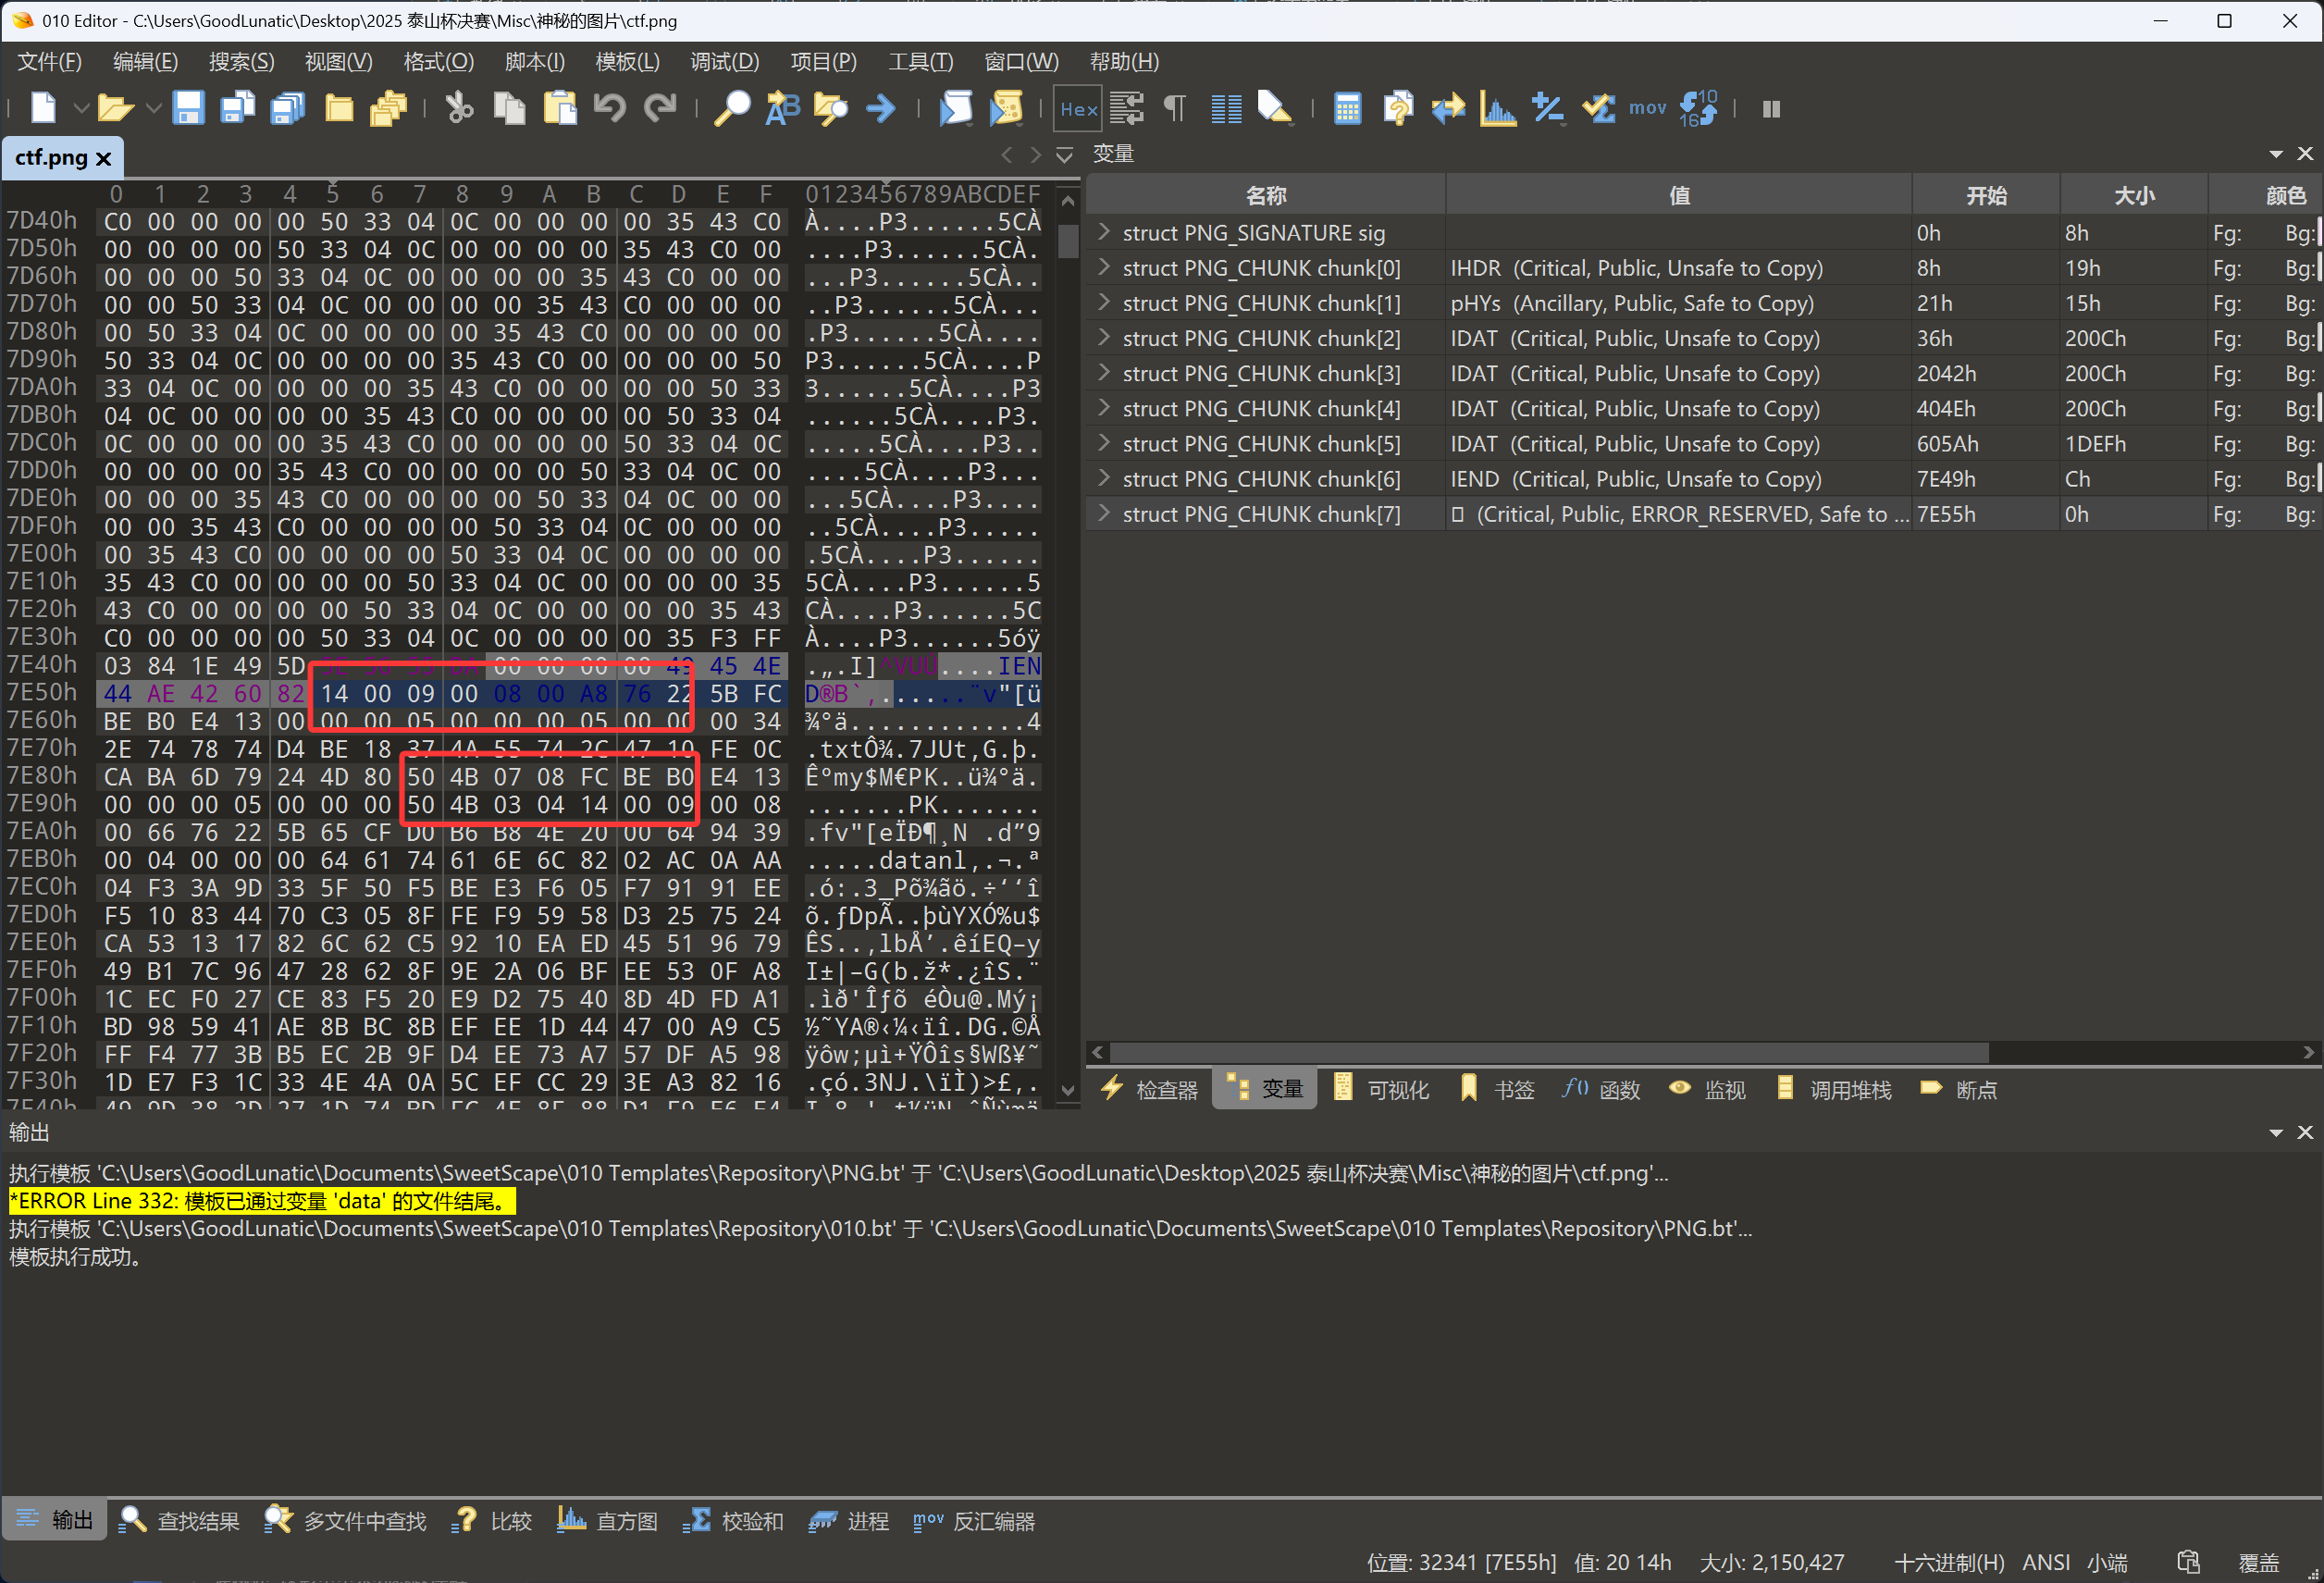 010 Editor - C:\Users\GoodLunatic\Desktop\2025 泰山杯决赛\Misc\神秘的图片\ctf.png
文件(F) 编辑(E) 搜索(S) 视图(V) 格式(O) 脚本(I) 模板(L) 调试(D) 项目(P) 工具(T) 窗口(W) 帮助(H)
Hex mov
ctf.png
0 1 2 3 4 5 6 7 8 9 A B C D E F 0123456789ABCDEF
7D40h C0 00 00 00 00 50 33 04 0C 00 00 00 00 35 43 C0 À....P3......5CÀ
7D50h 00 00 00 00 50 33 04 0C 00 00 00 00 35 43 C0 00 ....P3......5CÀ.
7D60h 00 00 00 50 33 04 0C 00 00 00 00 35 43 C0 00 00 ...P3......5CÀ..
7D70h 00 00 50 33 04 0C 00 00 00 00 35 43 C0 00 00 00 ..P3......5CÀ...
7D80h 00 50 33 04 0C 00 00 00 00 35 43 C0 00 00 00 00 .P3......5CÀ....
7D90h 50 33 04 0C 00 00 00 00 35 43 C0 00 00 00 00 50 P3......5CÀ....P
7DA0h 33 04 0C 00 00 00 00 35 43 C0 00 00 00 00 50 33 3......5CÀ....P3
7DB0h 04 0C 00 00 00 00 35 43 C0 00 00 00 00 50 33 04 ......5CÀ....P3.
7DC0h 0C 00 00 00 00 35 43 C0 00 00 00 00 50 33 04 0C .....5CÀ....P3..
7DD0h 00 00 00 00 35 43 C0 00 00 00 00 50 33 04 0C 00 ....5CÀ....P3...
7DE0h 00 00 00 35 43 C0 00 00 00 00 50 33 04 0C 00 00 ...5CÀ....P3....
7DF0h 00 00 35 43 C0 00 00 00 00 50 33 04 0C 00 00 00 ..5CÀ....P3.....
7E00h 00 35 43 C0 00 00 00 00 50 33 04 0C 00 00 00 00 .5CÀ....P3......
7E10h 35 43 C0 00 00 00 00 50 33 04 0C 00 00 00 00 35 5CÀ....P3......5
7E20h 43 C0 00 00 00 00 50 33 04 0C 00 00 00 00 35 43 CÀ....P3......5C
7E30h C0 00 00 00 00 50 33 04 0C 00 00 00 00 35 F3 FF À....P3......5óÿ
7E40h 03 84 1E 49 5D 00 00 00 00 49 45 4E .„.I]^VUÚ....IEN
7E50h 44 AE 42 60 82 14 00 09 00 08 00 A8 76 22 5B FC D®B`‚......¨v"[ü
7E60h BE B0 E4 13 00 00 00 05 00 00 00 05 00 00 00 34 ¾°ä............4
7E70h 2E 74 78 74 D4 BE 18 37 4A 55 74 2C 47 10 FE 0C .txtÔ¾.7JUt,G.þ.
7E80h CA BA 6D 79 24 4D 80 50 4B 07 08 FC BE B0 E4 13 Êºmy$M€PK..ü¾°ä.
7E90h 00 00 00 05 00 00 00 50 4B 03 04 14 00 09 00 08 .......PK.......
7EA0h 00 66 76 22 5B 65 CF D0 B6 B8 4E 20 00 64 94 39 .fv"[eÏÐ¶¸N .d”9
7EB0h 00 04 00 00 00 64 61 74 61 6E 6C 82 02 AC 0A AA .....datanl‚.¬.ª
7EC0h 04 F3 3A 9D 33 5F 50 F5 BE E3 F6 05 F7 91 91 EE .ó:.3_Põ¾ãö.÷‘‘î
7ED0h F5 10 83 44 70 C3 05 8F FE F9 59 58 D3 25 75 24 õ.ƒDpÃ..þùYXÓ%u$
7EE0h CA 53 13 17 82 6C 62 C5 92 10 EA ED 45 51 96 79 ÊS..‚lbÅ’.êíEQ–y
7EF0h 49 B1 7C 96 47 28 62 8F 9E 2A 06 BF EE 53 0F A8 I±|–G(b.ž*.¿îS.¨
7F00h 1C EC F0 27 CE 83 F5 20 E9 D2 75 40 8D 4D FD A1 .ìð'Îƒõ éÒu@.Mý¡
7F10h BD 98 59 41 AE 8B BC 8B EF EE 1D 44 47 00 A9 C5 ½˜YA®‹¼‹ïî.DG.©Å
7F20h FF F4 77 3B B5 EC 2B 9F D4 EE 73 A7 57 DF A5 98 ÿôw;µì+ŸÔîs§Wß¥˜
7F30h 1D E7 F3 1C 33 4E 4A 0A 5C EF CC 29 3E A3 82 16 .çó.3NJ.\ïÌ)>£‚.
变量
名称 值 开始 大小 颜色
struct PNG_SIGNATURE sig 0h 8h Fg: Bg:
struct PNG_CHUNK chunk[0] IHDR (Critical, Public, Unsafe to Copy) 8h 19h Fg: Bg:
struct PNG_CHUNK chunk[1] pHYs (Ancillary, Public, Safe to Copy) 21h 15h Fg: Bg:
struct PNG_CHUNK chunk[2] IDAT (Critical, Public, Unsafe to Copy) 36h 200Ch Fg: Bg:
struct PNG_CHUNK chunk[3] IDAT (Critical, Public, Unsafe to Copy) 2042h 200Ch Fg: Bg:
struct PNG_CHUNK chunk[4] IDAT (Critical, Public, Unsafe to Copy) 404Eh 200Ch Fg: Bg:
struct PNG_CHUNK chunk[5] IDAT (Critical, Public, Unsafe to Copy) 605Ah 1DEFh Fg: Bg:
struct PNG_CHUNK chunk[6] IEND (Critical, Public, Unsafe to Copy) 7E49h Ch Fg: Bg:
struct PNG_CHUNK chunk[7] (Critical, Public, ERROR_RESERVED, Safe to ... 7E55h 0h Fg: Bg:
检查器 变量 可视化 书签 f() 函数 监视 调用堆栈 断点
输出
执行模板 'C:\Users\GoodLunatic\Documents\SweetScape\010 Templates\Repository\PNG.bt' 于 'C:\Users\GoodLunatic\Desktop\2025 泰山杯决赛\Misc\神秘的图片\ctf.png'...
*ERROR Line 332: 模板已通过变量 'data' 的文件结尾。
执行模板 'C:\Users\GoodLunatic\Documents\SweetScape\010 Templates\Repository\010.bt' 于 'C:\Users\GoodLunatic\Documents\SweetScape\010 Templates\Repository\PNG.bt'...
模板执行成功。
输出 查找结果 多文件中查找 比较 直方图 校验和 进程 mov 反汇编器
位置: 32341 [7E55h] 值: 20 14h 大小: 2,150,427 十六进制(H) ANSI 小端 覆盖